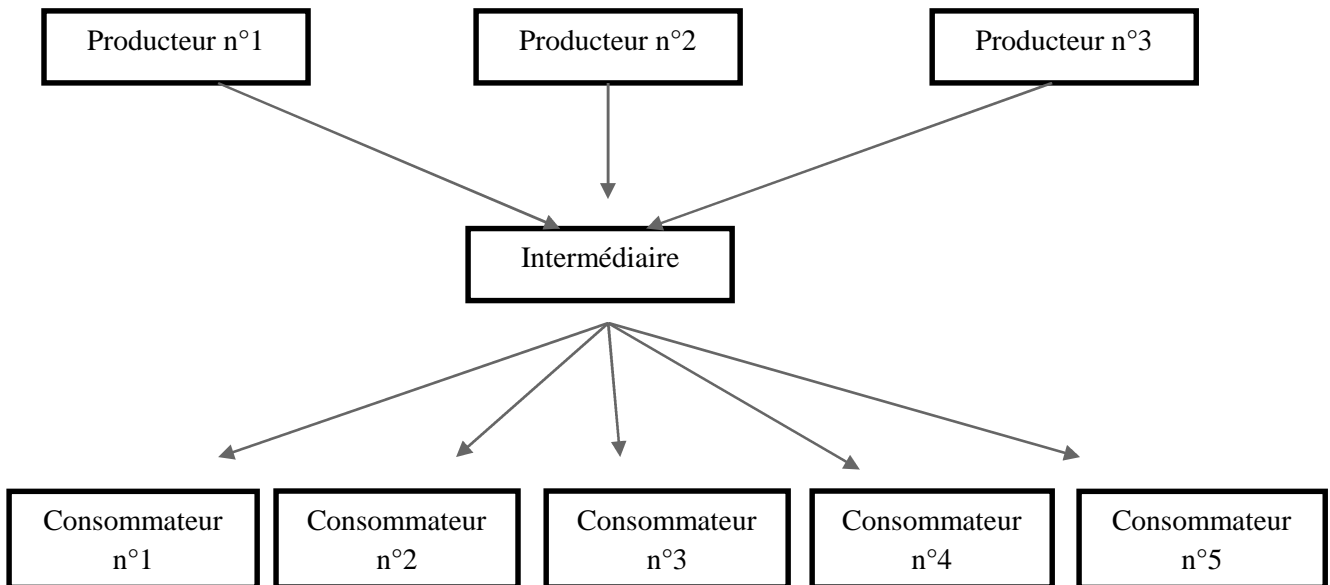 Producteur n°1
Producteur n°2
Producteur n°3
Intermédiaire
Consommateur
n°1
Consommateur
n°2
Consommateur
n°3
Consommateur
n°4
Consommateur
n°5